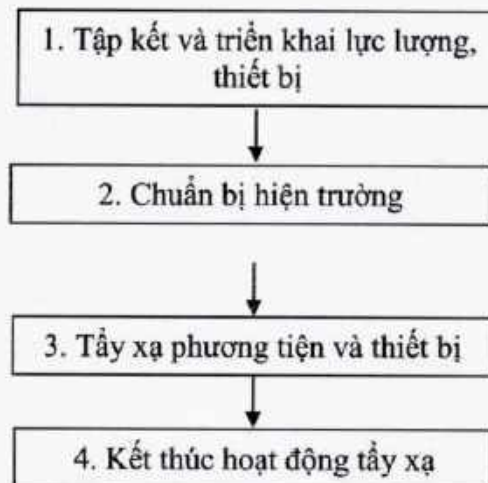 1. Tập kết và triển khai lực lượng,
thiết bị
2. Chuẩn bị hiện trường
3. Tẩy xạ phương tiện và thiết bị
4. Kết thúc hoạt động tẩy xạ